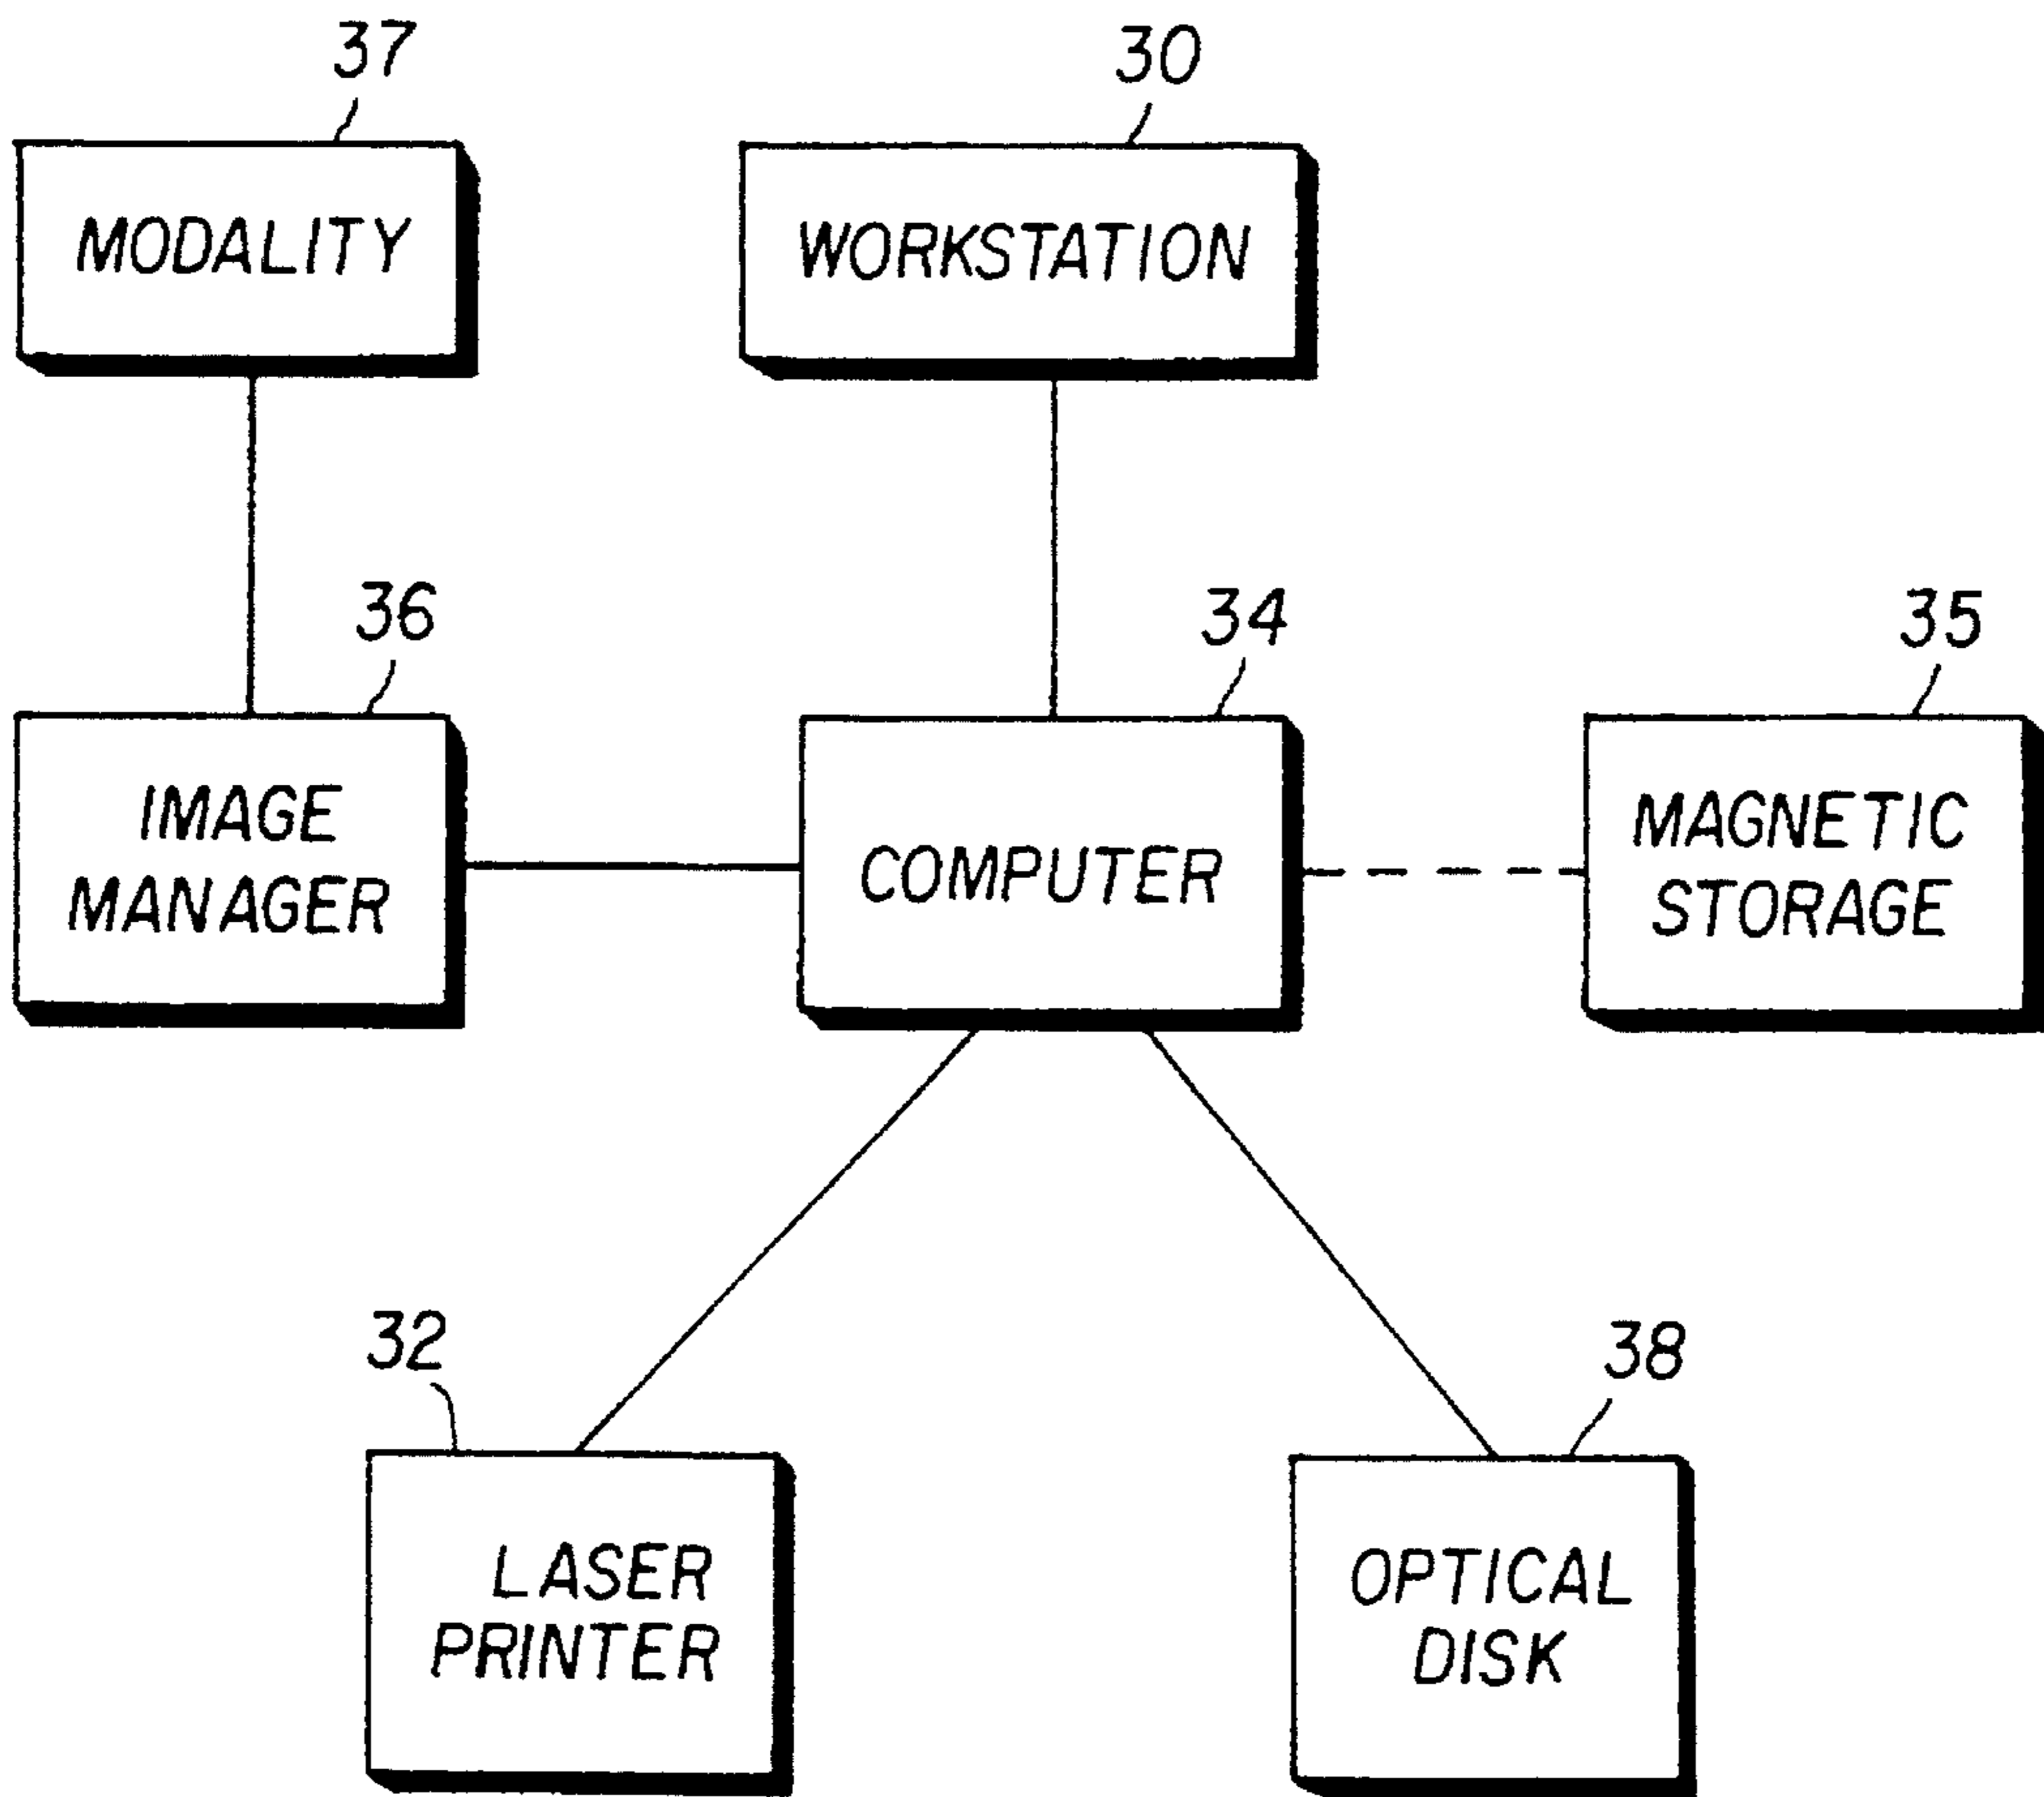 37
30
MODALITY
WORKSTATION
36
34
35
IMAGE
MANAGER
COMPUTER
MAGNETIC
STORAGE
32
38
LASER
PRINTER
OPTICAL
DISK